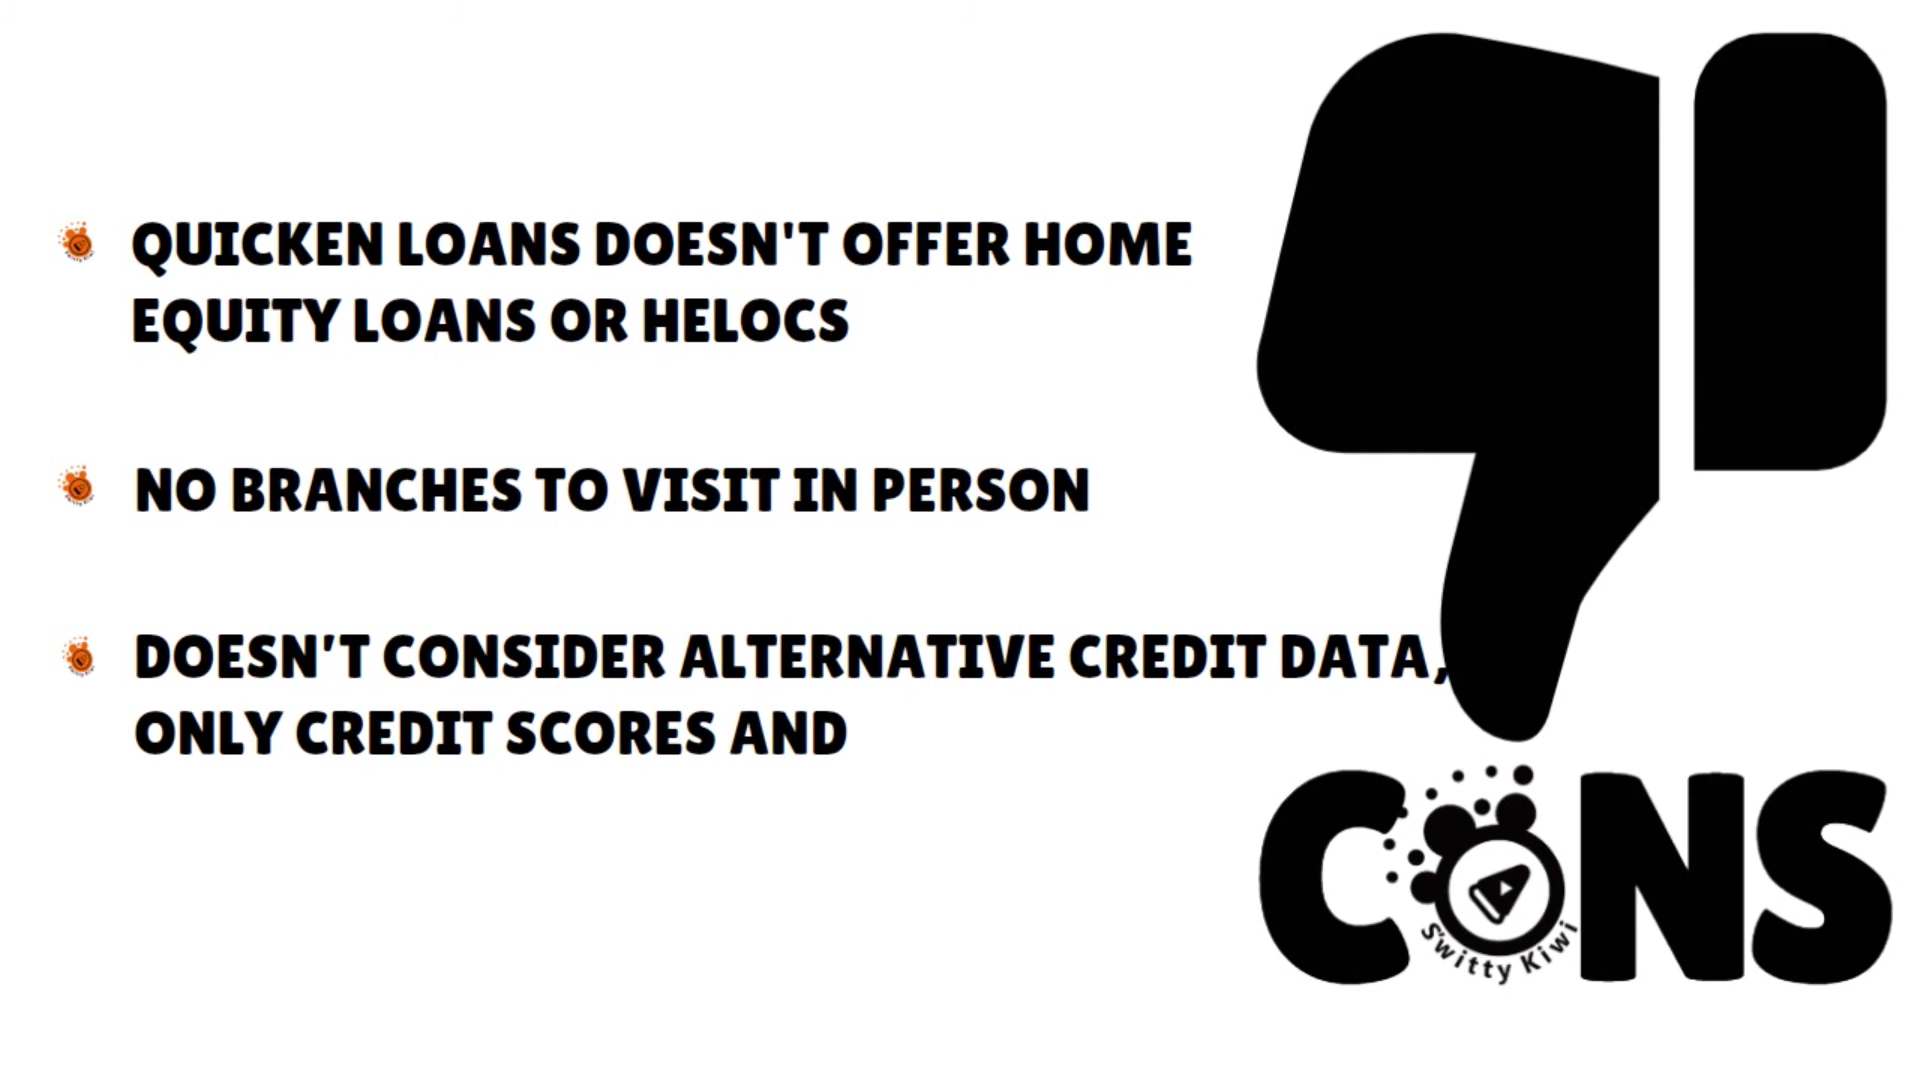 QUICKEN LOANS DOESN'T OFFER HOME
EQUITY LOANS OR HELOCS
NO BRANCHES TO VISIT IN PERSON
DOESN'T CONSIDER ALTERNATIVE CREDIT DATA,
ONLY CREDIT SCORES AND
CONS
Switty Kiwi